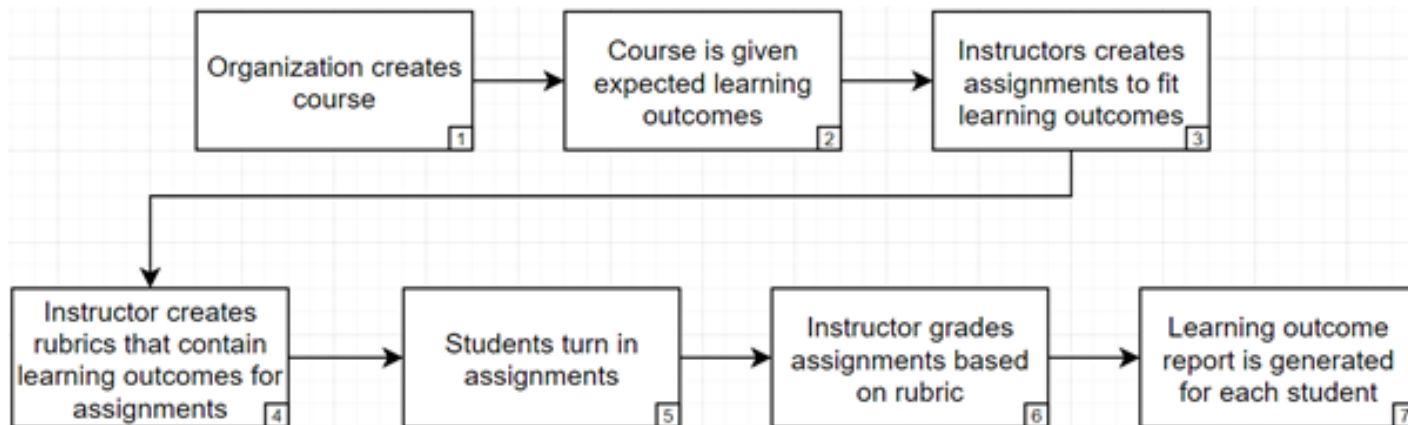 Organization creates
course
1
Course is given
expected learning
outcomes
2
Instructors creates
assignments to fit
learning outcomes
3
Instructor creates
rubrics that contain
learning outcomes for
assignments
4
Students turn in
assignments
5
Instructor grades
assignments based
on rubric
6
Learning outcome
report is generated
for each student
7